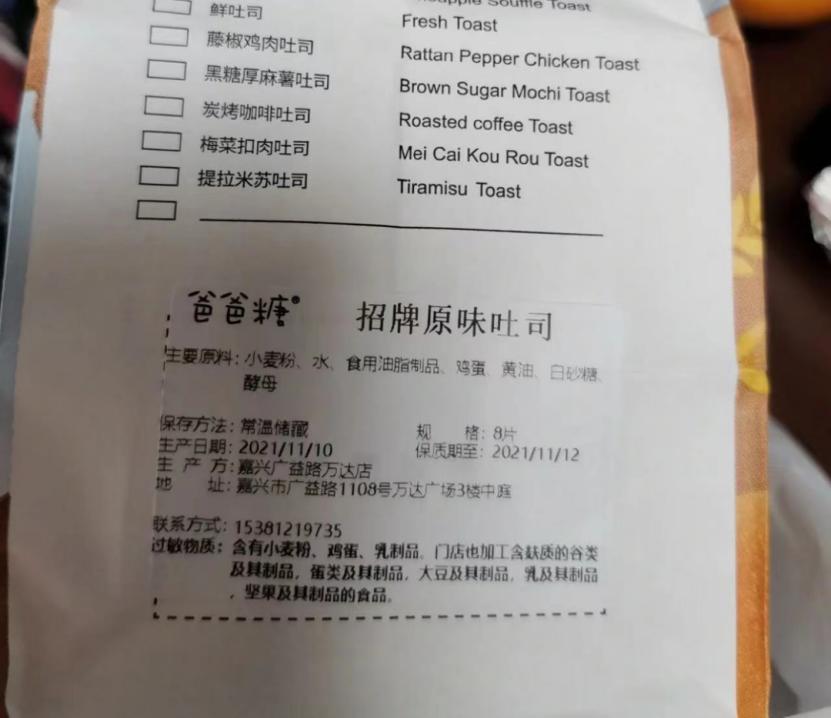 Souffle Toast
鲜吐司 Fresh Toast
藤椒鸡肉吐司 Rattan Pepper Chicken Toast
黑糖厚麻薯吐司 Brown Sugar Mochi Toast
炭烤咖啡吐司 Roasted coffee Toast
梅菜扣肉吐司 Mei Cai Kou Rou Toast
提拉米苏吐司 Tiramisu Toast
爸爸糖® 招牌原味吐司
主要原料: 小麦粉、水、食用油脂制品、鸡蛋、黄油、白砂糖、
酵母
保存方法: 常温储藏 规 格: 8片
生产日期: 2021/11/10 保质期至: 2021/11/12
生 产 方: 嘉兴广益路万达店
地 址: 嘉兴市广益路1108号万达广场3楼中庭
联系方式: 15381219735
过敏物质: 含有小麦粉、鸡蛋、乳制品。门店也加工含麸质的谷类
及其制品, 蛋类及其制品, 大豆及其制品, 乳及其制品
, 坚果及其制品的食品。